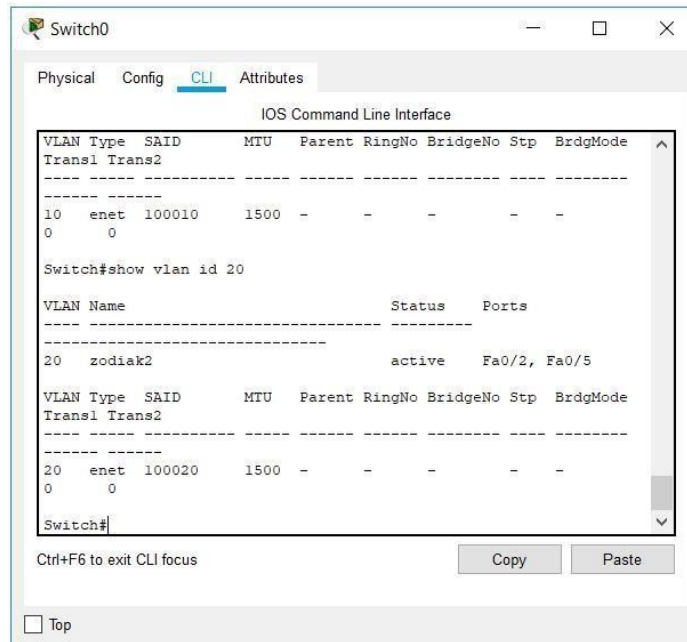 Switch0
Physical Config CLI Attributes
IOS Command Line Interface
VLAN Type SAID MTU Parent RingNo BridgeNo Stp BrdgMode
Trans1 Trans2
---- ----- ---------- ----- ------ ------ -------- ---- --------
------ ------
10 enet 100010 1500 - - - - -
0 0
Switch#show vlan id 20
VLAN Name Status Ports
---- -------------------------------- ---------
-------------------------------
20 zodiak2 active Fa0/2, Fa0/5
VLAN Type SAID MTU Parent RingNo BridgeNo Stp BrdgMode
Trans1 Trans2
---- ----- ---------- ----- ------ ------ -------- ---- --------
------ ------
20 enet 100020 1500 - - - - -
0 0
Switch#
Ctrl+F6 to exit CLI focus
Copy Paste
Top